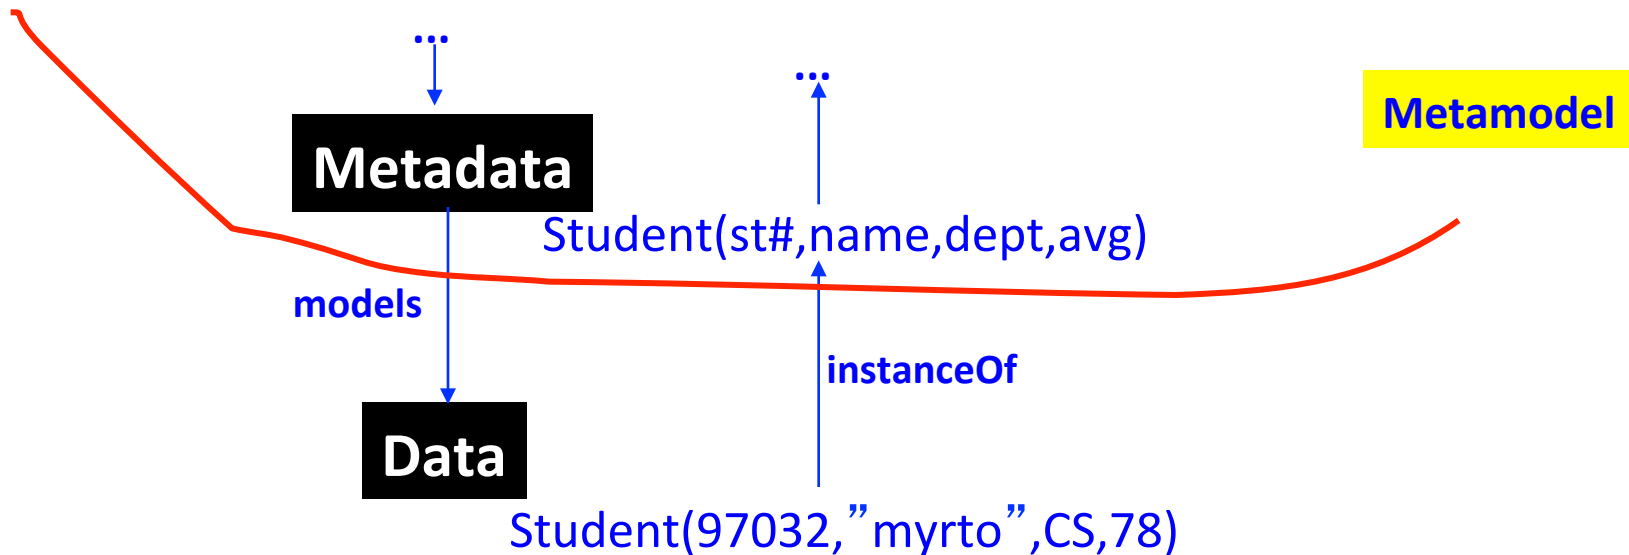 ...
...
Metamodel
Metadata
Student(st#,name,dept,avg)
models
instanceOf
Data
Student(97032,”myrto”,CS,78)